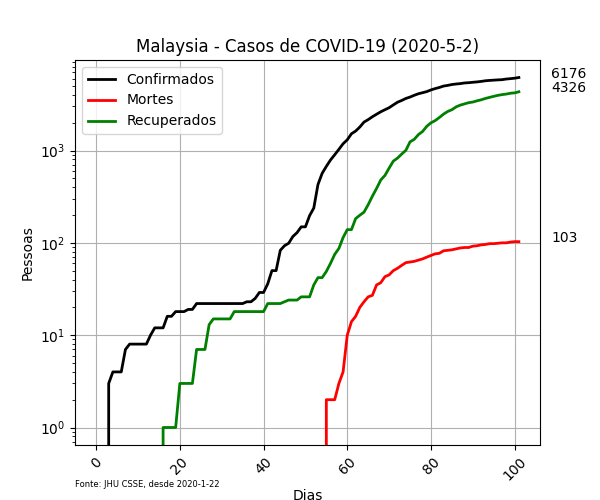 Malaysia - Casos de COVID-19 (2020-5-2)
Confirmados
Mortes
Recuperados
6176
4326
103
Pessoas
10³
10²
10¹
10⁰
0 20 40 60 80 100
Fonte: JHU CSSE, desde 2020-1-22
Dias